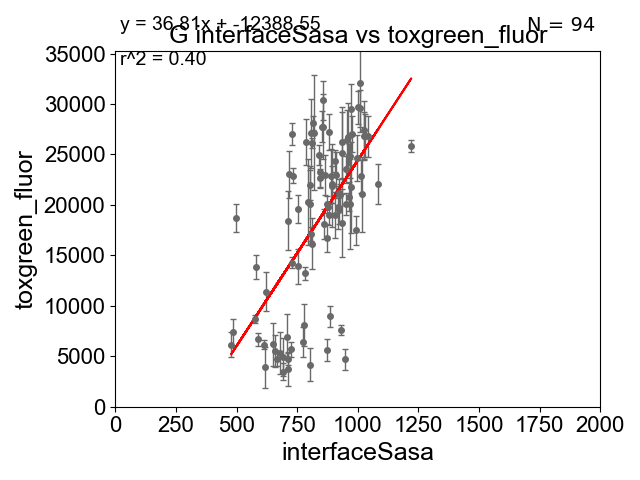 y = 36.81x + -12388.55
N = 94
G interfaceSasa vs toxgreen_fluor
r^2 = 0.40
35000
30000
25000
20000
15000
10000
5000
0
toxgreen_fluor
0 250 500 750 1000 1250 1500 1750 2000
interfaceSasa